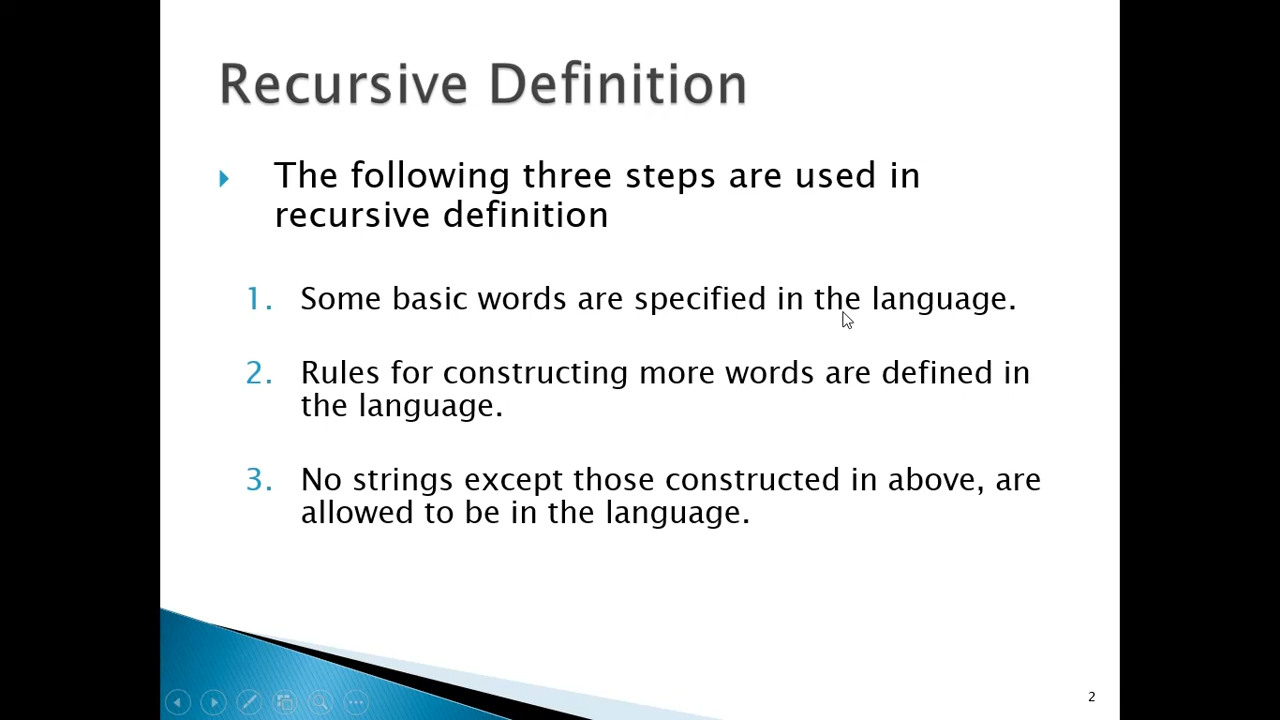 Recursive Definition
The following three steps are used in
recursive definition
1. Some basic words are specified in the language.
2. Rules for constructing more words are defined in
the language.
3. No strings except those constructed in above, are
allowed to be in the language.
2